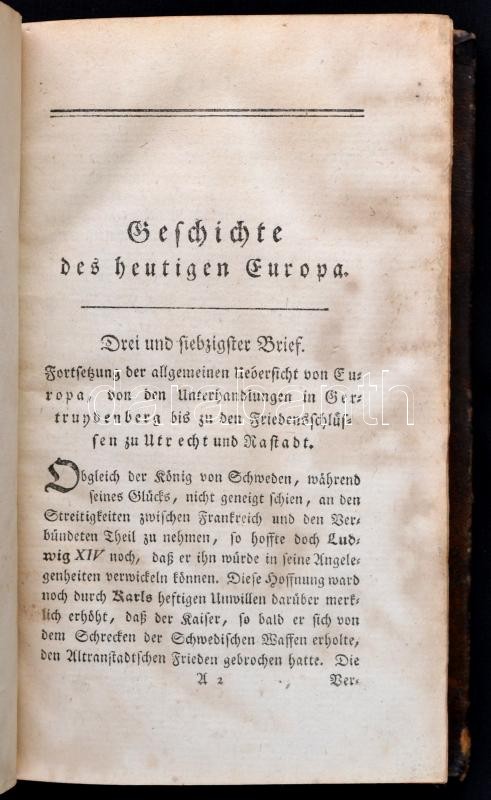 Geschichte
des heutigen Europa.
Drei und siebzigster Brief.
Fortsetzung der allgemeinen Uebersicht von Eu-
ropa, von den Unterhandlungen in Ger-
truydenberg bis zu den Friedensschlüs-
sen zu Utrecht und Rastadt.
Obgleich der König von Schweden, während
seines Glücks, nicht geneigt schien, an den
Streitigkeiten zwischen Frankreich und den Ver-
bündeten Theil zu nehmen, so hoffte doch Lud-
wig XIV noch, daß er ihn würde in seine Angele-
genheiten verwickeln können. Diese Hoffnung ward
noch durch Karls heftigen Unwillen darüber merk-
lich erhöht, daß der Kaiser, so bald er sich von
dem Schrecken der Schwedischen Waffen erholte,
den Altranstadtschen Frieden gebrochen hatte. Die
A 2 Ver-
darabanth